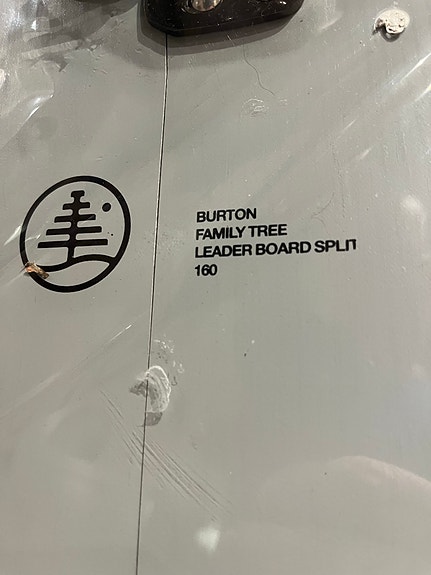 BURTON
FAMILY TREE
LEADER BOARD SPLIT
160